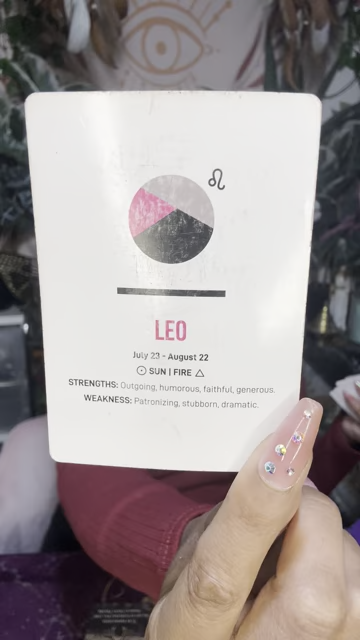 ♌
LEO
July 23 - August 22
☉ SUN | FIRE △
STRENGTHS: Outgoing, humorous, faithful, generous.
WEAKNESS: Patronizing, stubborn, dramatic.